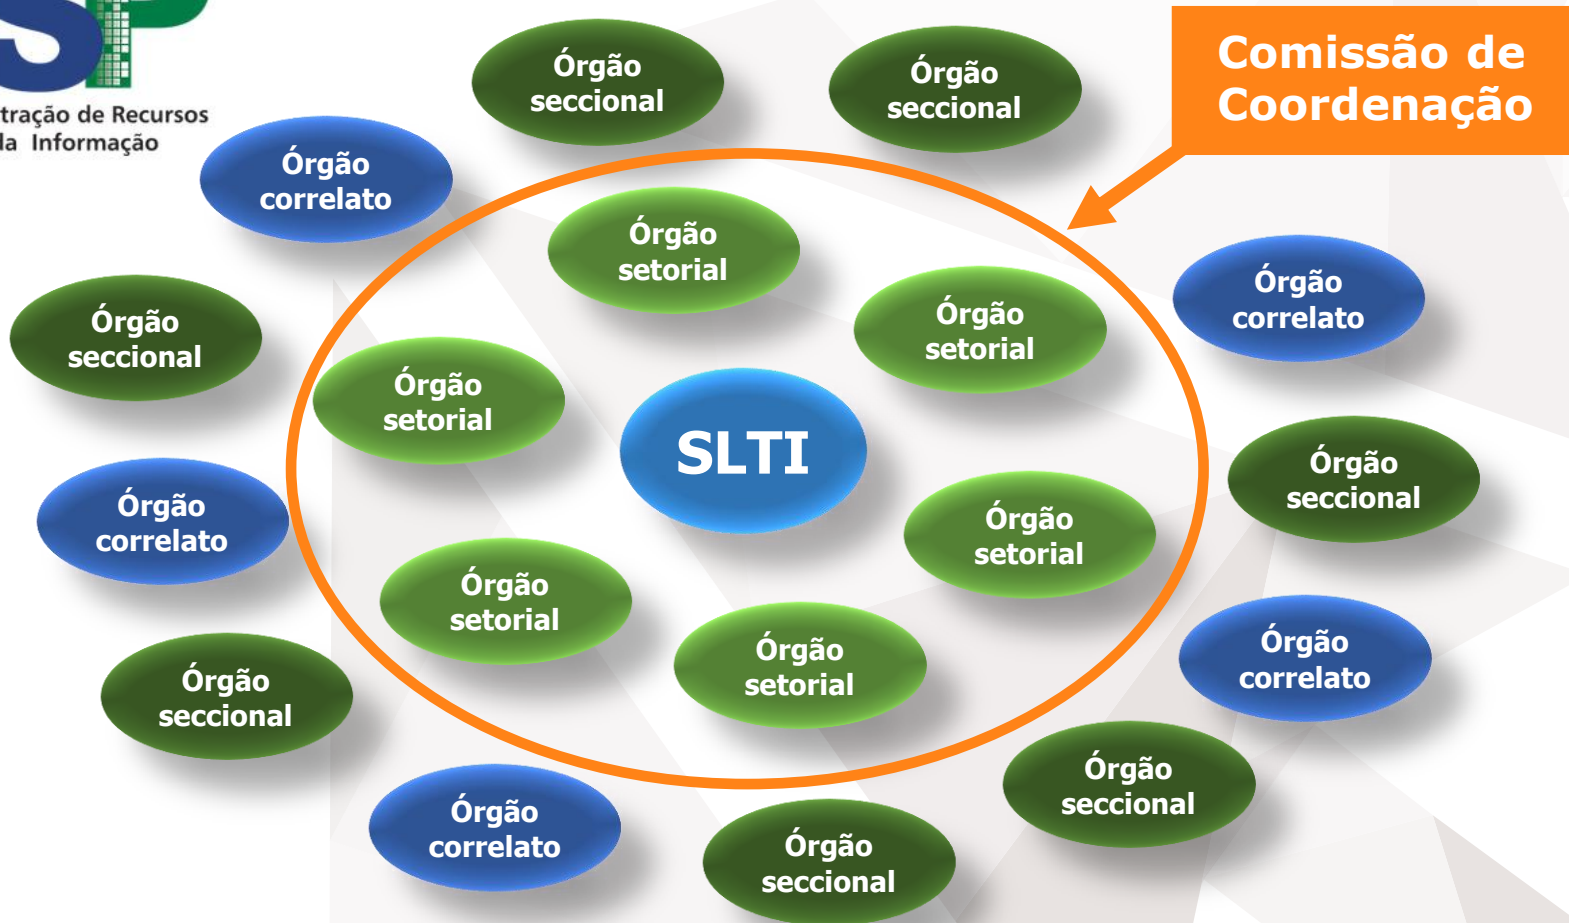 SP
tração de Recursos
da Informação
Comissão de
Coordenação
Órgão
seccional
Órgão
seccional
Órgão
correlato
Órgão
setorial
Órgão
setorial
Órgão
correlato
Órgão
seccional
Órgão
setorial
SLTI
Órgão
seccional
Órgão
correlato
Órgão
setorial
Órgão
setorial
Órgão
setorial
Órgão
correlato
Órgão
seccional
Órgão
seccional
Órgão
correlato
Órgão
seccional